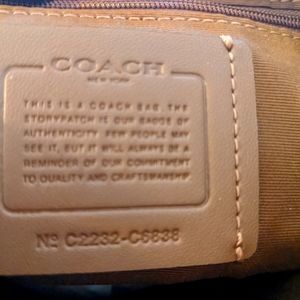 COACH
NEW YORK
THIS IS A COACH BAG. THE
STORYPATCH IS OUR BADGE OF
AUTHENTICITY. FEW PEOPLE MAY
SEE IT, BUT IT WILL ALWAYS BE A
REMINDER OF OUR COMMITMENT
TO QUALITY AND CRAFTSMANSHIP.
Nº C2232-C6838